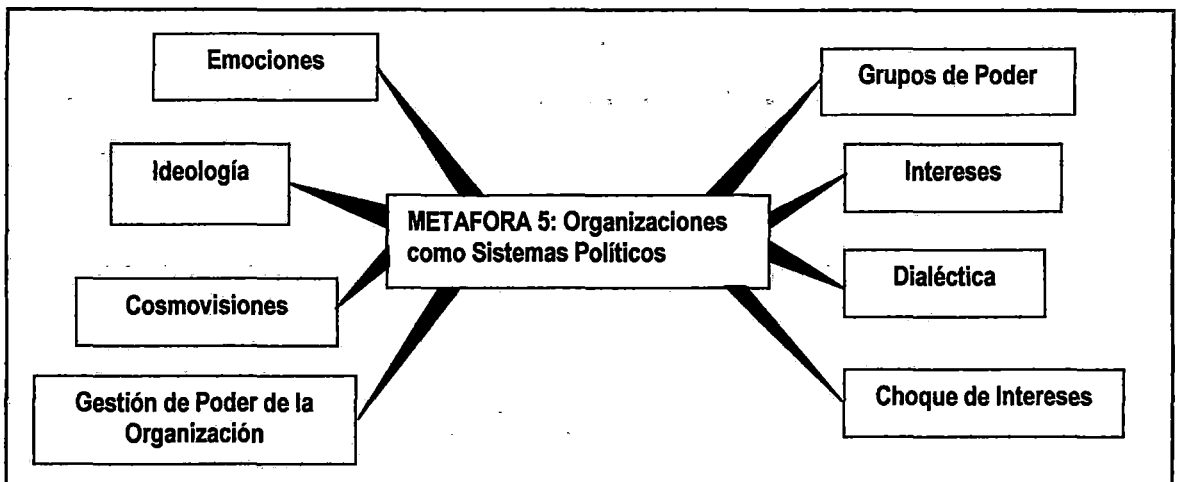 Emociones
Grupos de Poder
Ideología
Intereses
METAFORA 5: Organizaciones
como Sistemas Políticos
Cosmovisiones
Dialéctica
Gestión de Poder de la
Organización
Choque de Intereses